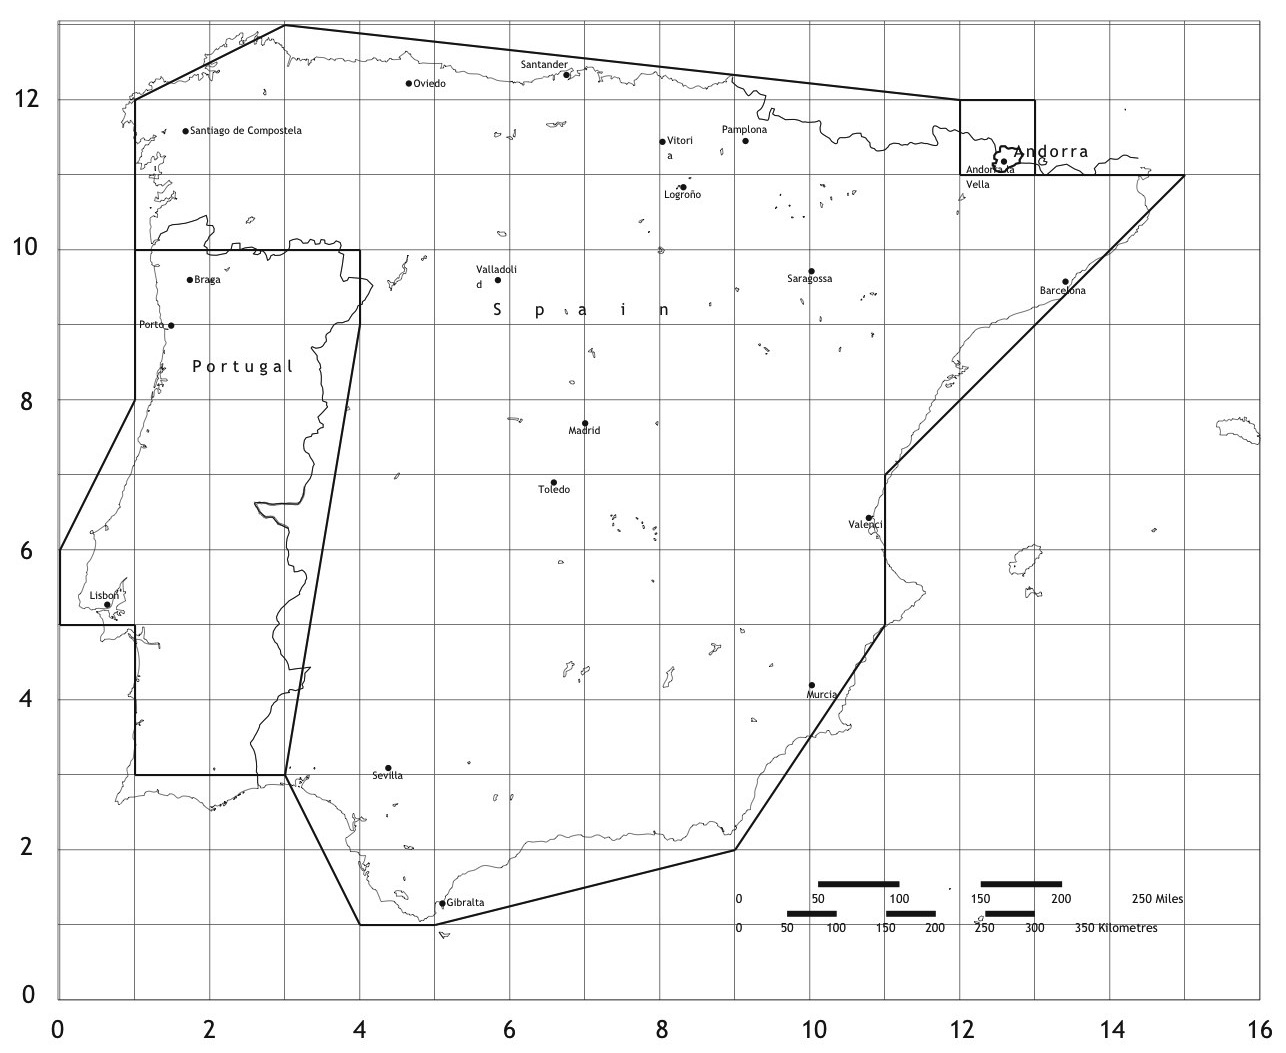 Santander
12
Oviedo
Santiago de Compostela
Pamplona
Vitori
a
Andorra
Andorra la
Vella
Logroño
10
Braga
Valladoli
d
Saragossa
Barcelona
Spain
Porto
Portugal
8
Madrid
Toledo
Valenci
6
Lisbon
4
Murcia
Sevilla
2
0 50 100 150 200 250 Miles
Gibralta
0 50 100 150 200 250 300 350 Kilometres
0
0 2 4 6 8 10 12 14 16